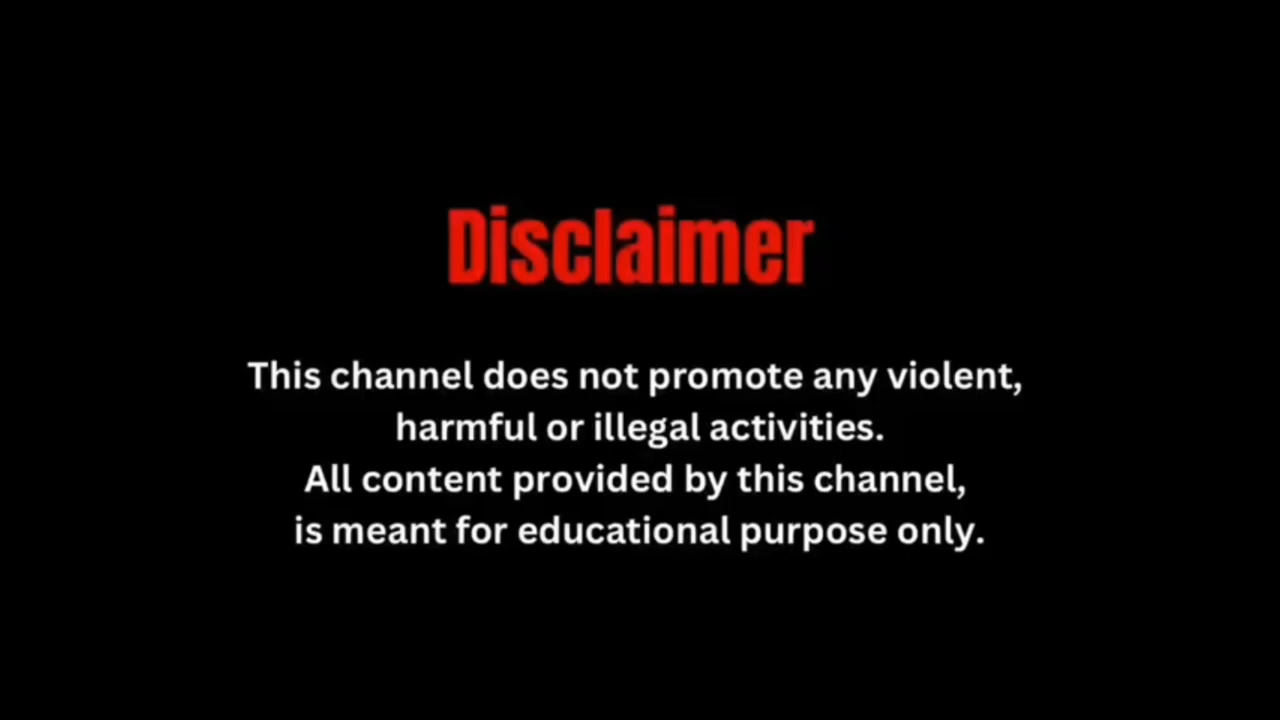 Disclaimer
This channel does not promote any violent,
harmful or illegal activities.
All content provided by this channel,
is meant for educational purpose only.